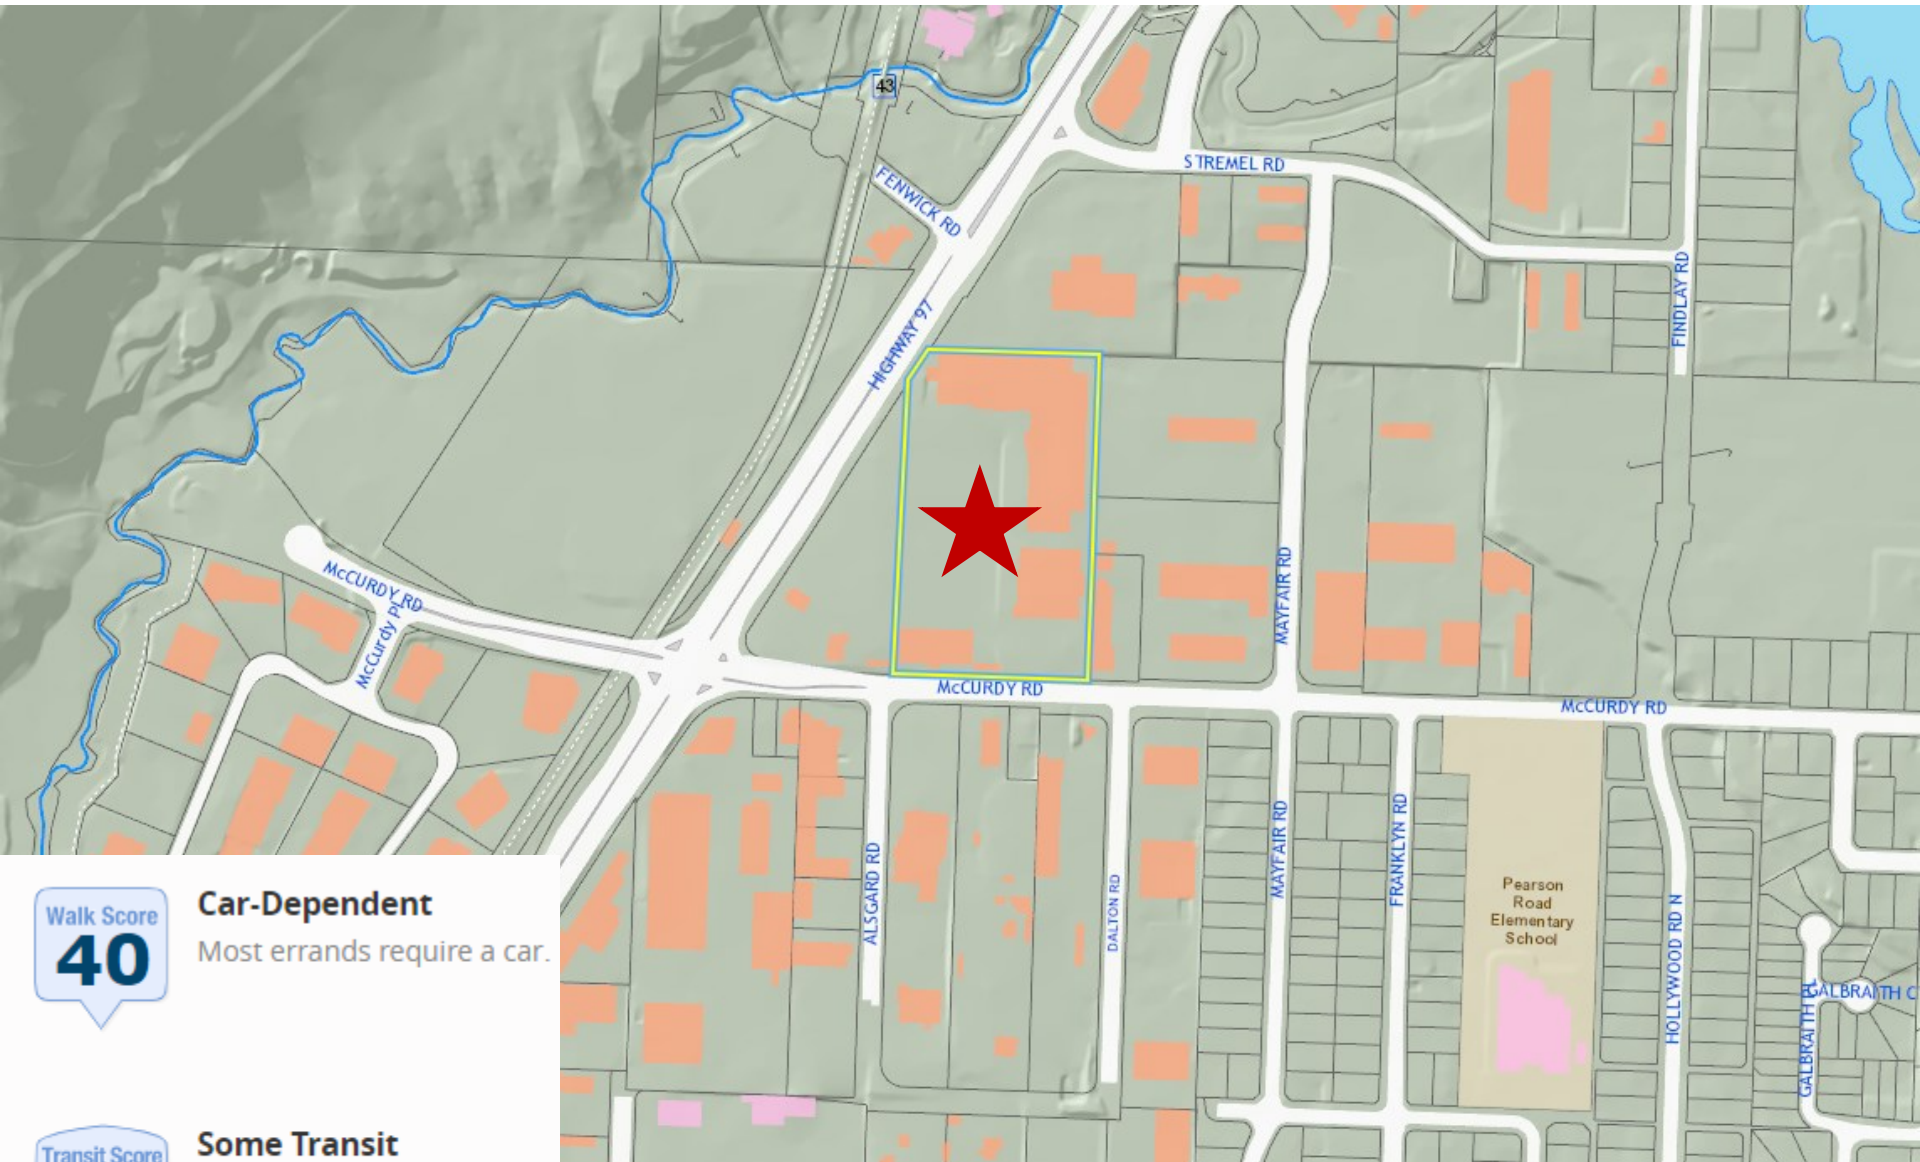 43
STREMEL RD
FENWICK RD
FINDLAY RD
HIGHWAY 97
McCURDY RD
McCurdy Pl
MAYFAIR RD
McCURDY RD
McCURDY RD
ALSGARD RD
DALTON RD
MAYFAIR RD
FRANKLYN RD
Pearson
Road
Elementary
School
HOLLYWOOD RD N
GALBRAITH PL
GALBRAITH C
Walk Score
40
Car-Dependent
Most errands require a car.
Transit Score
Some Transit